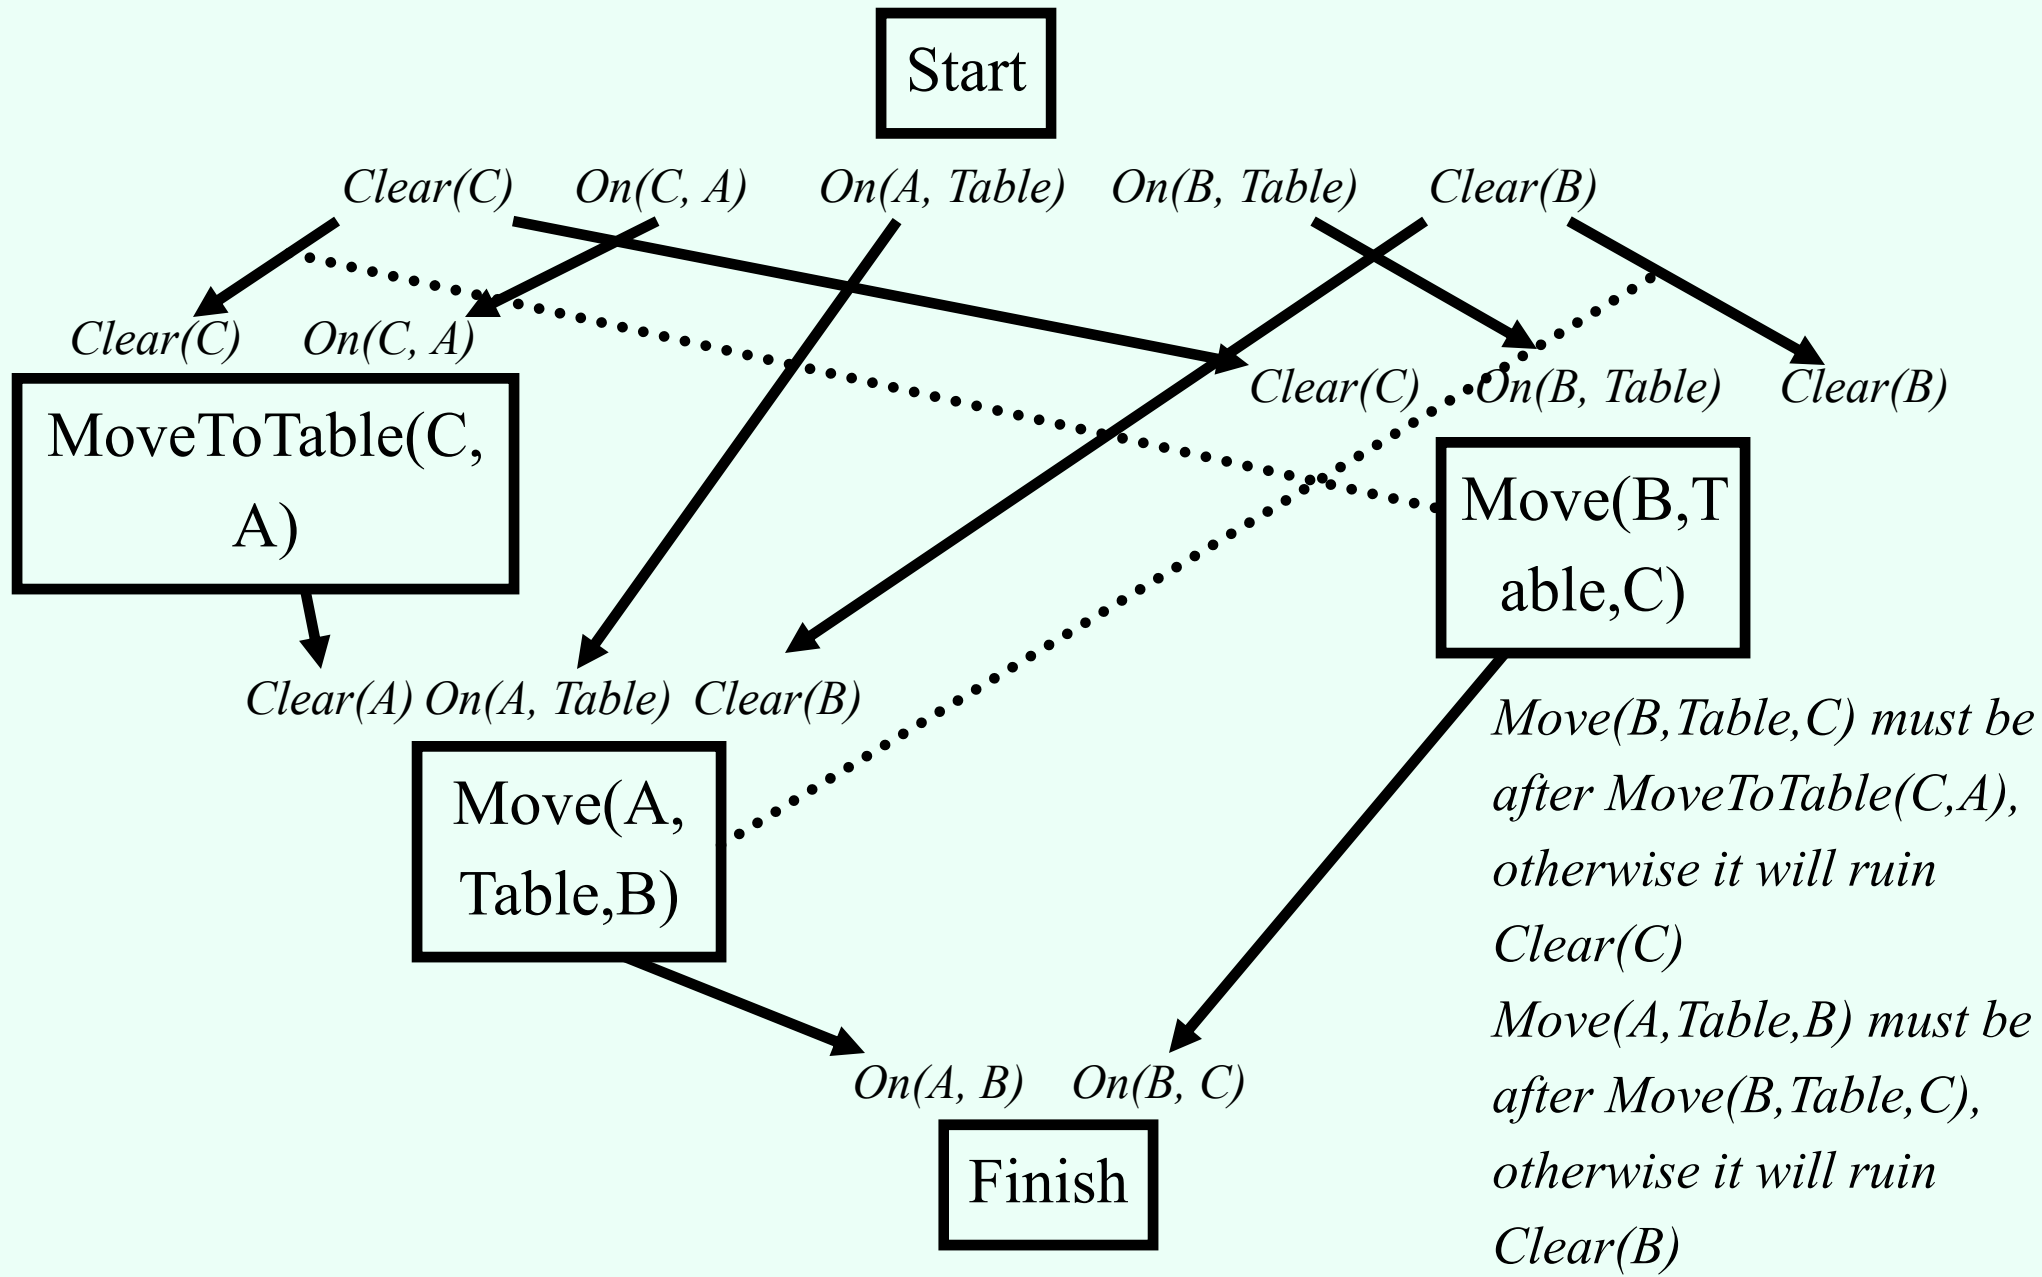 Start
Clear(C) On(C, A) On(A, Table) On(B, Table) Clear(B)
Clear(C) On(C, A)
MoveToTable(C,
A)
Clear(C) On(B, Table) Clear(B)
Move(B,T
able,C)
Clear(A) On(A, Table) Clear(B)
Move(A,
Table,B)
On(A, B) On(B, C)
Finish
Move(B,Table,C) must be
after MoveToTable(C,A),
otherwise it will ruin
Clear(C)
Move(A,Table,B) must be
after Move(B,Table,C),
otherwise it will ruin
Clear(B)